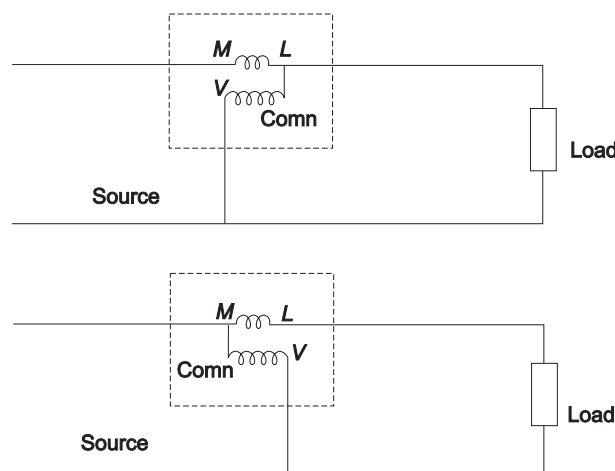 M L
V
Comn
Load
Source
M L
V
Comn
Load
Source